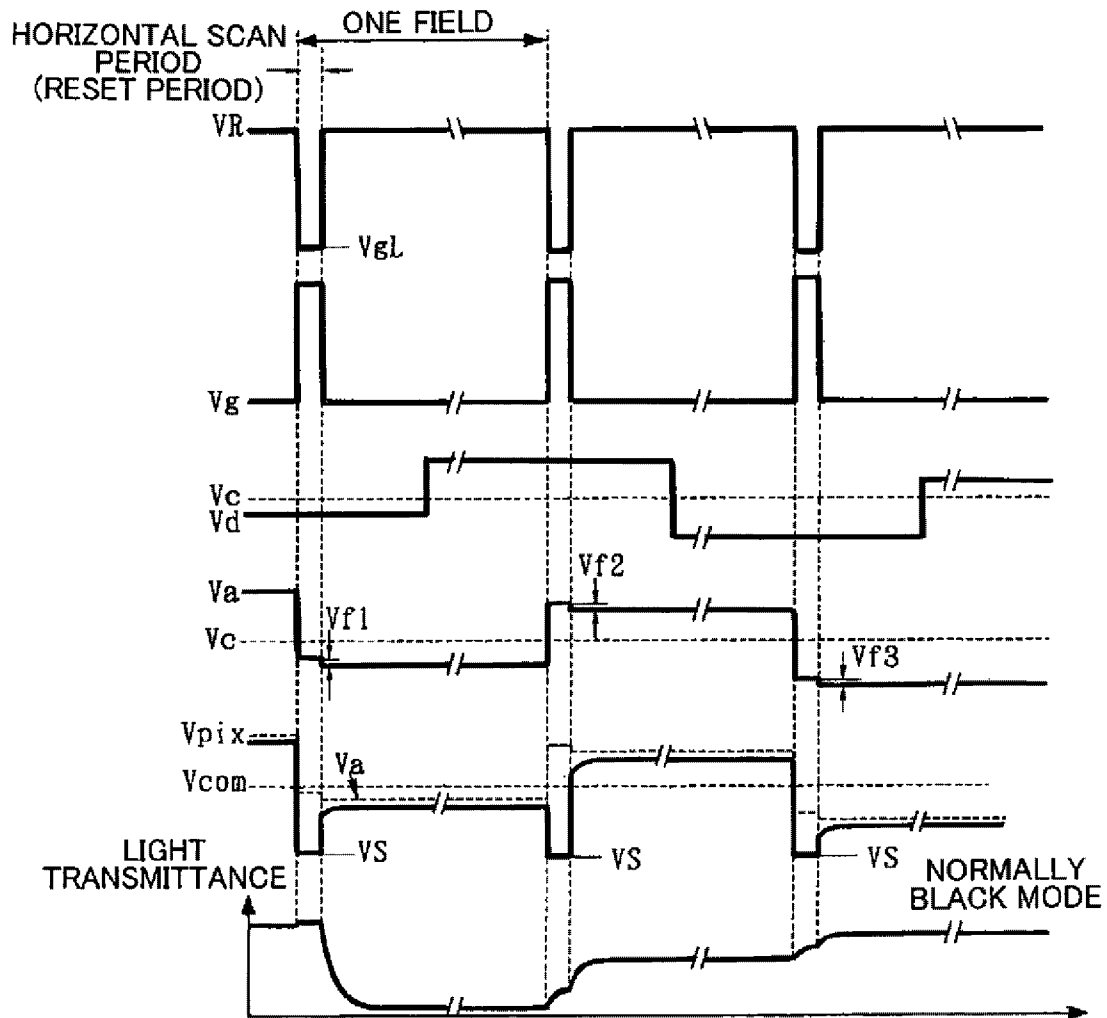 ONE FIELD
HORIZONTAL SCAN
PERIOD
(RESET PERIOD)
VR
VgL
Vg
Vc
Vd
Vf2
Va
Vf1
Vc
Vf3
Vpix
Va
Vcom
VS
VS
VS
LIGHT
TRANSMITTANCE
NORMALLY
BLACK MODE